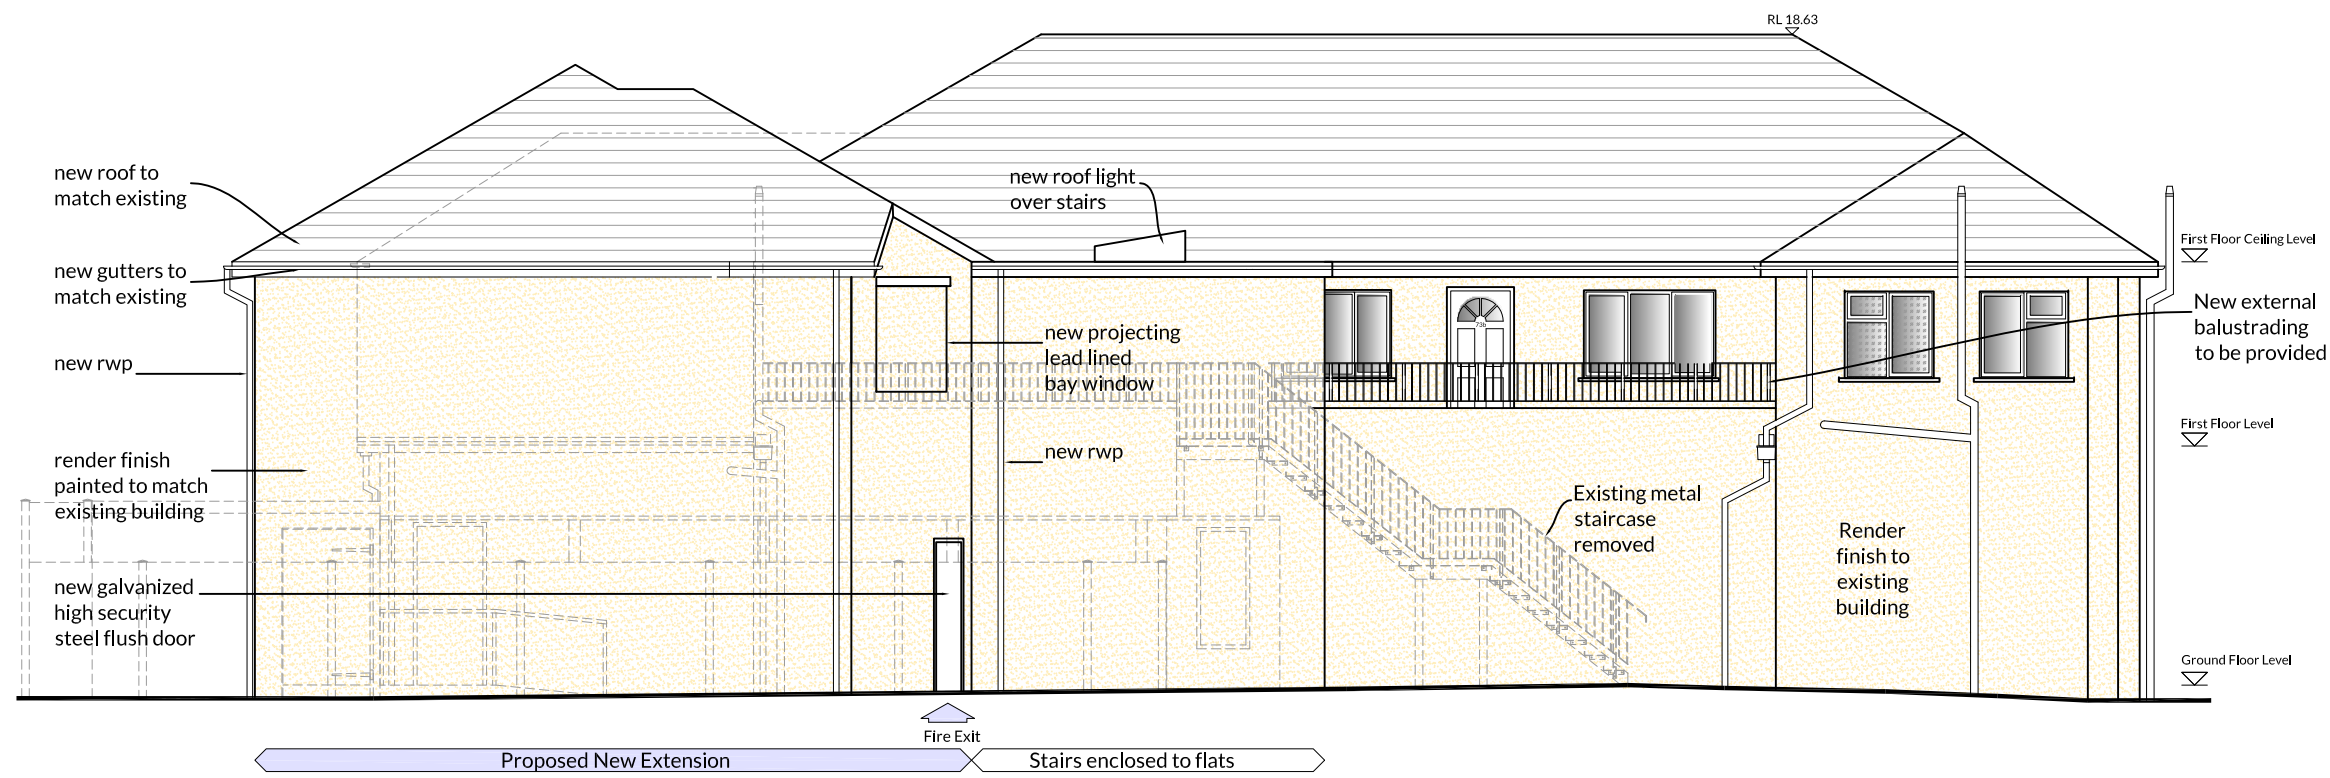 RL 18.63
new roof to
match existing
new roof light
over stairs
First Floor Ceiling Level
new gutters to
match existing
New external
balustrading
to be provided
new projecting
lead lined
bay window
73b
new rwp
First Floor Level
render finish
painted to match
existing building
new rwp
Existing metal
staircase
removed
Render
finish to
existing
building
new galvanized
high security
steel flush door
Ground Floor Level
Fire Exit
Proposed New Extension
Stairs enclosed to flats